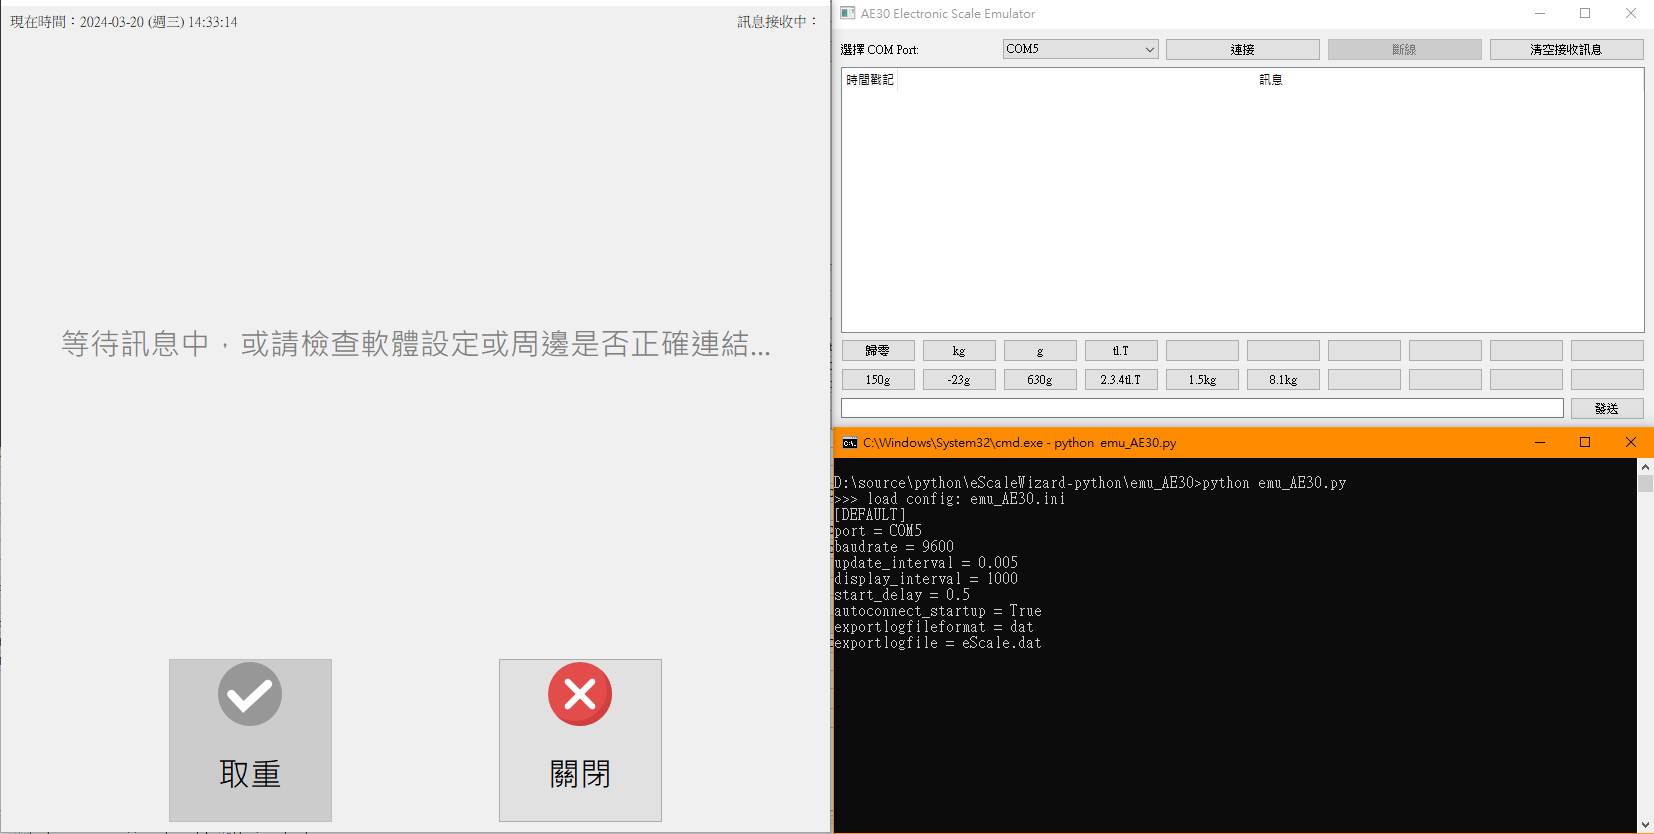 現在時間：2024-03-20 (週三) 14:33:14
訊息接收中：
等待訊息中，或請檢查軟體設定或周邊是否正確連結...
取重
關閉
AE30 Electronic Scale Emulator
選擇 COM Port:
COM5
連接
斷線
清空接收訊息
時間戳記
訊息
歸零
kg
g
tl.T
150g
-23g
630g
2.3.4tl.T
1.5kg
8.1kg
發送
C:\Windows\System32\cmd.exe - python  emu_AE30.py
D:\source\python\eScaleWizard-python\emu_AE30>python emu_AE30.py
>>> load config: emu_AE30.ini
[DEFAULT]
port = COM5
baudrate = 9600
update_interval = 0.005
display_interval = 1000
start_delay = 0.5
autoconnect_startup = True
exportlogfileformat = dat
exportlogfile = eScale.dat